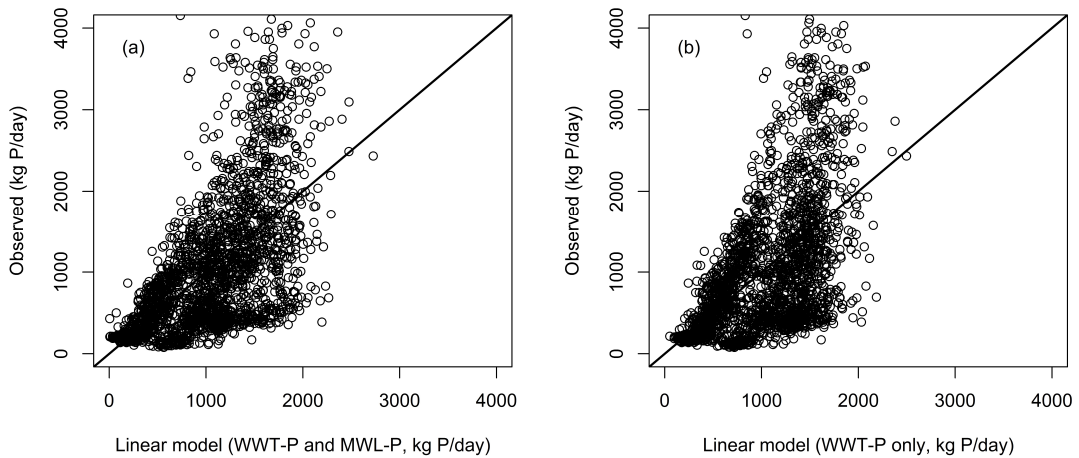 (a)
Observed (kg P/day)
0
1000
2000
3000
4000
0 1000 2000 3000 4000
Linear model (WWT-P and MWL-P, kg P/day)
(b)
Observed (kg P/day)
0
1000
2000
3000
4000
0 1000 2000 3000 4000
Linear model (WWT-P only, kg P/day)